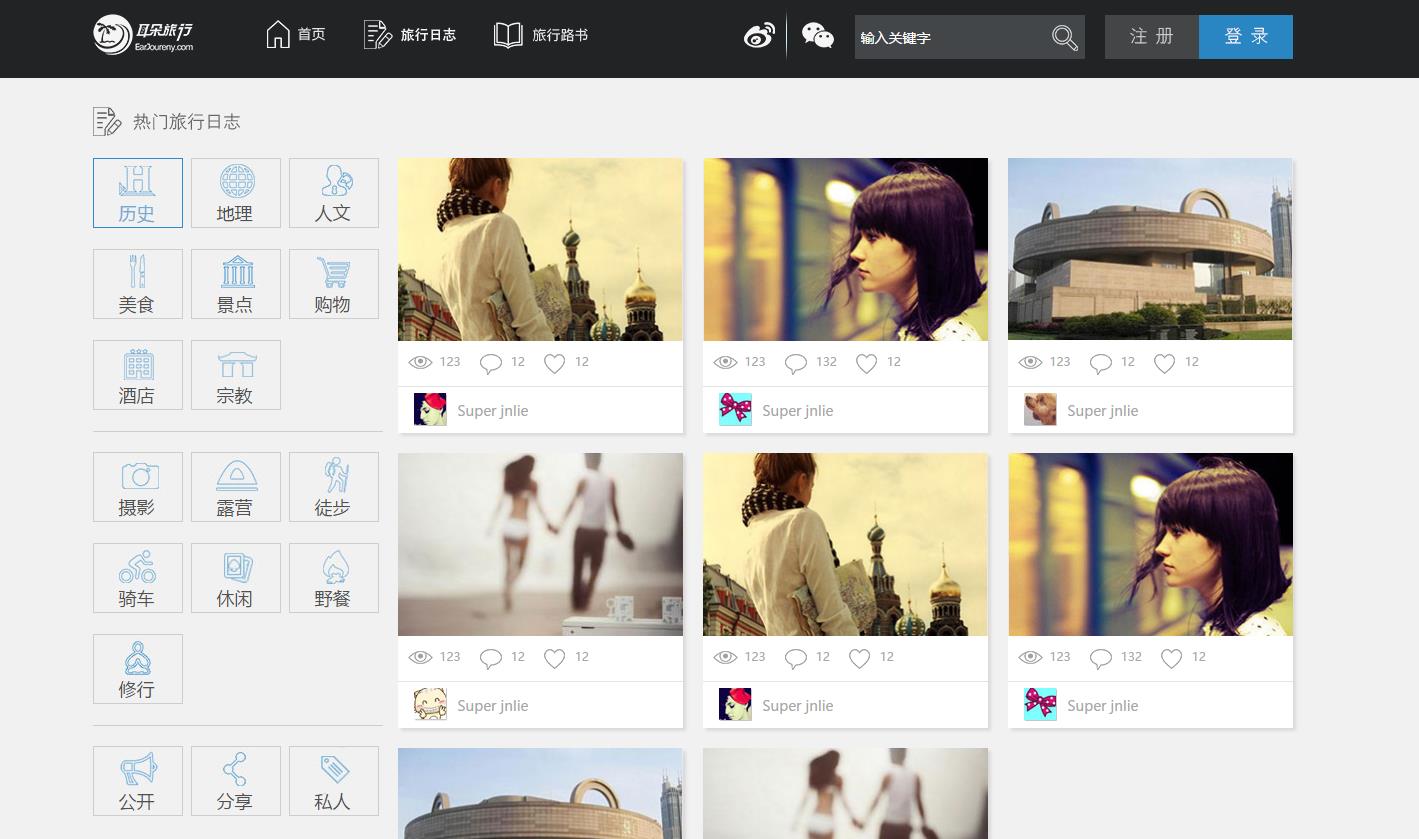 耳朵旅行
EarJoureny.com
首页
旅行日志
旅行路书
输入关键字
注 册
登 录
热门旅行日志
历史
地理
人文
美食
景点
购物
酒店
宗教
摄影
露营
徒步
骑车
休闲
野餐
修行
公开
分享
私人
123 12 12
Super jnlie
123 132 12
Super jnlie
123 12 12
Super jnlie
123 12 12
Super jnlie
123 12 12
Super jnlie
123 132 12
Super jnlie